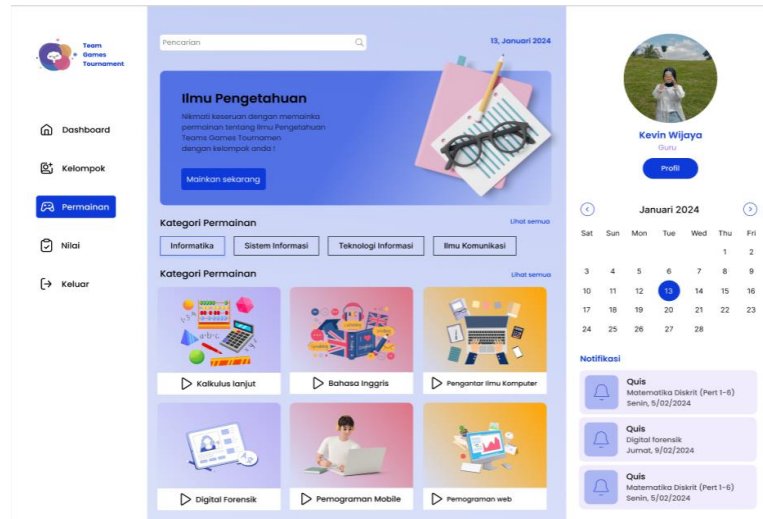 Team
Games
Tournament
Dashboard
Kelompok
Permainan
Nilai
Keluar
Pencarian
13, Januari 2024
Ilmu Pengetahuan
Nikmati keseruan dengan memainka
permainan tentang Ilmu Pengetahuan
Teams Games Tournamen
dengan kelompok anda !
Mainkan sekarang
Kategori Permainan
Lihat semua
Informatika
Sistem Informasi
Teknologi Informasi
Ilmu Komunikasi
Kategori Permainan
Lihat semua
Kalkulus lanjut
Bahasa Inggris
Pengantar Ilmu Komputer
Digital Forensik
Pemograman Mobile
Pemograman web
Kevin Wijaya
Guru
Profil
Januari 2024
Sat Sun Mon Tue Wed Thu Fri
1 2
3 4 5 6 7 8 9
10 11 12 13 14 15 16
17 18 19 20 21 22 23
24 25 26 27 28
Notifikasi
Quis
Matematika Diskrit (Pert 1-6)
Senin, 5/02/2024
Quis
Digital forensik
Jumat, 9/02/2024
Quis
Matematika Diskrit (Pert 1-6)
Senin, 5/02/2024